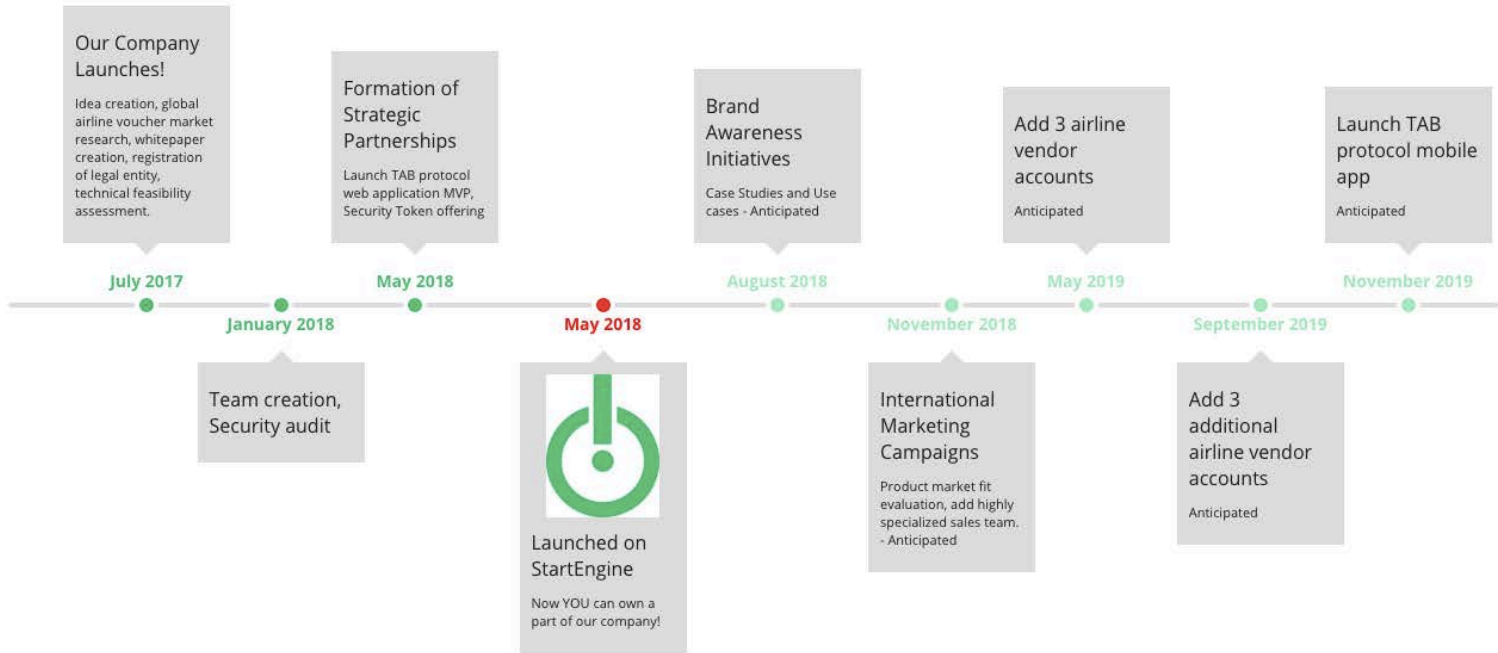 Our Company
Launches!
Idea creation, global
airline voucher market
research, whitepaper
creation, registration
of legal entity,
technical feasibility
assessment.
July 2017
January 2018
Team creation,
Security audit
Formation of
Strategic
Partnerships
Launch TAB protocol
web application MVP,
Security Token offering
May 2018
May 2018
Launched on
StartEngine
Now YOU can own a
part of our company!
Brand
Awareness
Initiatives
Case Studies and Use
cases - Anticipated
August 2018
November 2018
International
Marketing
Campaigns
Product market fit
evaluation, add highly
specialized sales team.
- Anticipated
Add 3 airline
vendor
accounts
Anticipated
May 2019
September 2019
Add 3
additional
airline vendor
accounts
Anticipated
Launch TAB
protocol mobile
app
Anticipated
November 2019